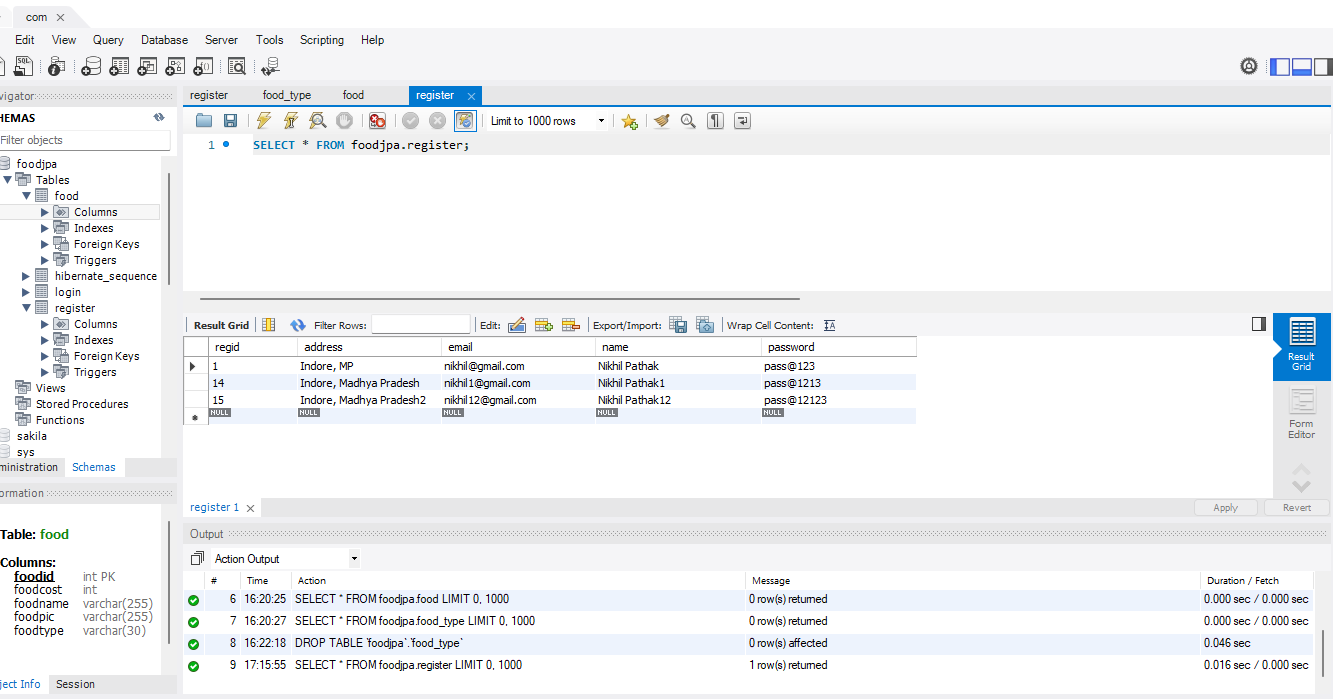 com
Edit View Query Database Server Tools Scripting Help
SQL
vigator
HEMAS
Filter objects
foodjpa
Tables
food
Columns
Indexes
Foreign Keys
Triggers
hibernate_sequence
login
register
Columns
Indexes
Foreign Keys
Triggers
Views
Stored Procedures
Functions
sakila
sys
ministration Schemas
ormation
Table: food
Columns:
foodid int PK
foodcost int
foodname varchar(255)
foodpic varchar(255)
foodtype varchar(30)
ject Info Session
register food_type food register
Limit to 1000 rows
1 SELECT * FROM foodjpa.register;
Result Grid Filter Rows: Edit: Export/Import: Wrap Cell Content:
regid address email name password
1 Indore, MP nikhil@gmail.com Nikhil Pathak pass@123
14 Indore, Madhya Pradesh nikhil1@gmail.com Nikhil Pathak1 pass@1213
15 Indore, Madhya Pradesh2 nikhil12@gmail.com Nikhil Pathak12 pass@12123
NULL NULL NULL NULL NULL
Result
Grid
Form
Editor
register 1 Apply Revert
Output
Action Output
# Time Action Message Duration / Fetch
6 16:20:25 SELECT * FROM foodjpa.food LIMIT 0, 1000 0 row(s) returned 0.000 sec / 0.000 sec
7 16:20:27 SELECT * FROM foodjpa.food_type LIMIT 0, 1000 0 row(s) returned 0.000 sec / 0.000 sec
8 16:22:18 DROP TABLE `foodjpa`.`food_type` 0 row(s) affected 0.046 sec
9 17:15:55 SELECT * FROM foodjpa.register LIMIT 0, 1000 1 row(s) returned 0.016 sec / 0.000 sec